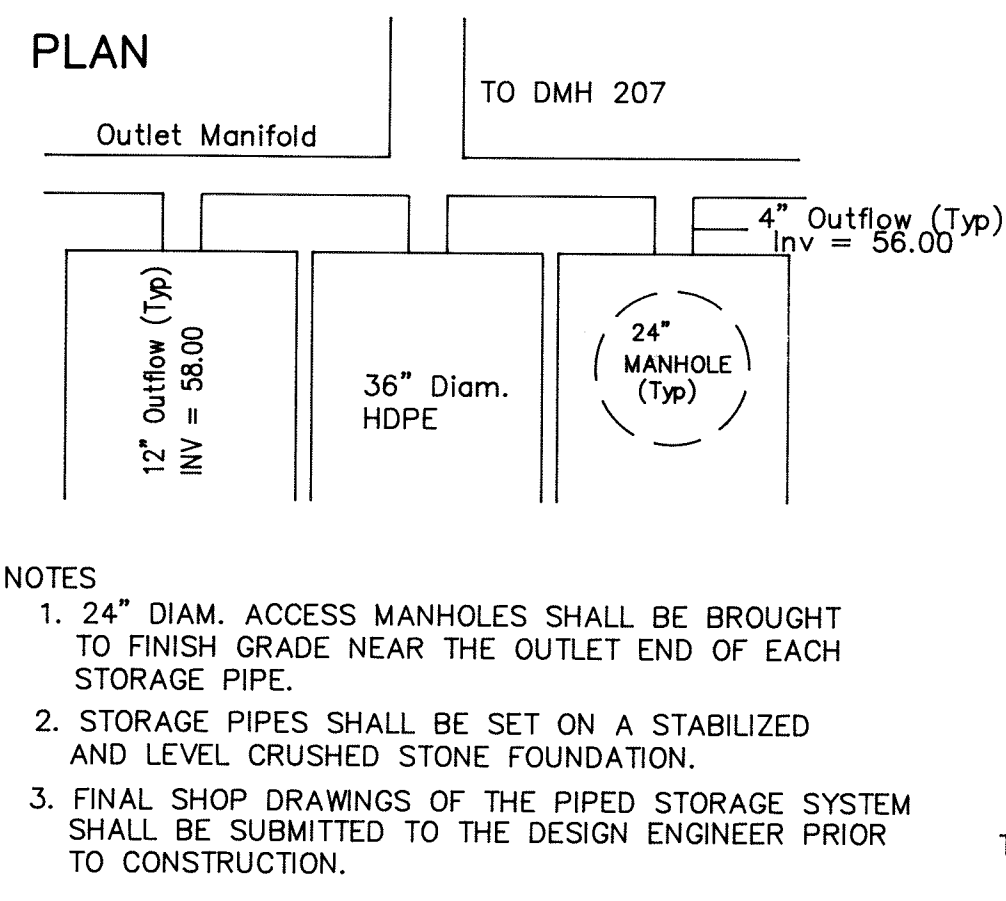 PLAN
TO DMH 207
Outlet Manifold
4" Outflow (Typ)
Inv = 56.00
12" Outflow (Typ)
INV = 58.00
36" Diam.
HDPE
24"
MANHOLE
(Typ)
NOTES
1. 24" DIAM. ACCESS MANHOLES SHALL BE BROUGHT
TO FINISH GRADE NEAR THE OUTLET END OF EACH
STORAGE PIPE.
2. STORAGE PIPES SHALL BE SET ON A STABILIZED
AND LEVEL CRUSHED STONE FOUNDATION.
3. FINAL SHOP DRAWINGS OF THE PIPED STORAGE SYSTEM
SHALL BE SUBMITTED TO THE DESIGN ENGINEER PRIOR
TO CONSTRUCTION.